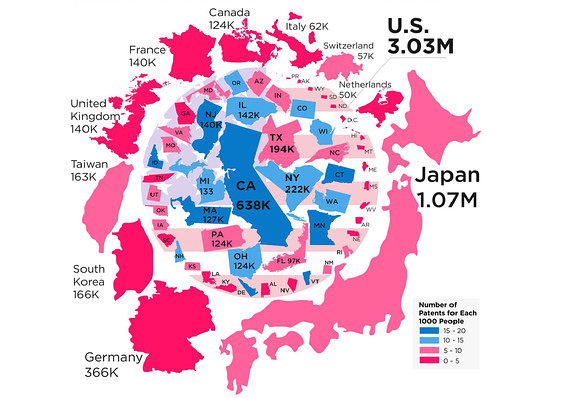 Canada
124K
Italy 62K
U.S.
3.03M
France
140K
Switzerland
57K
Netherlands
50K
United
Kingdom
140K
Taiwan
163K
South
Korea
166K
Germany
366K
Japan
1.07M
PR
AK
WY
SD
ND
D.C.
HI
MT
ME
MS
WV
AR
NE
RI
NM
OR
AZ
MD
IN
IL
142K
CO
GA
NJ
140K
WI
VA
TX
194K
NC
MO
TN
MI
133
CA
638K
NY
222K
CT
UT
WA
OK
MA
127K
IA
MN
PA
124K
SC
NH
OH
124K
FL 97K
KS
LA
KY
DE
AL
NV
VT
Number of
Patents for Each
1000 People
15 - 20
10 - 15
5 - 10
0 - 5